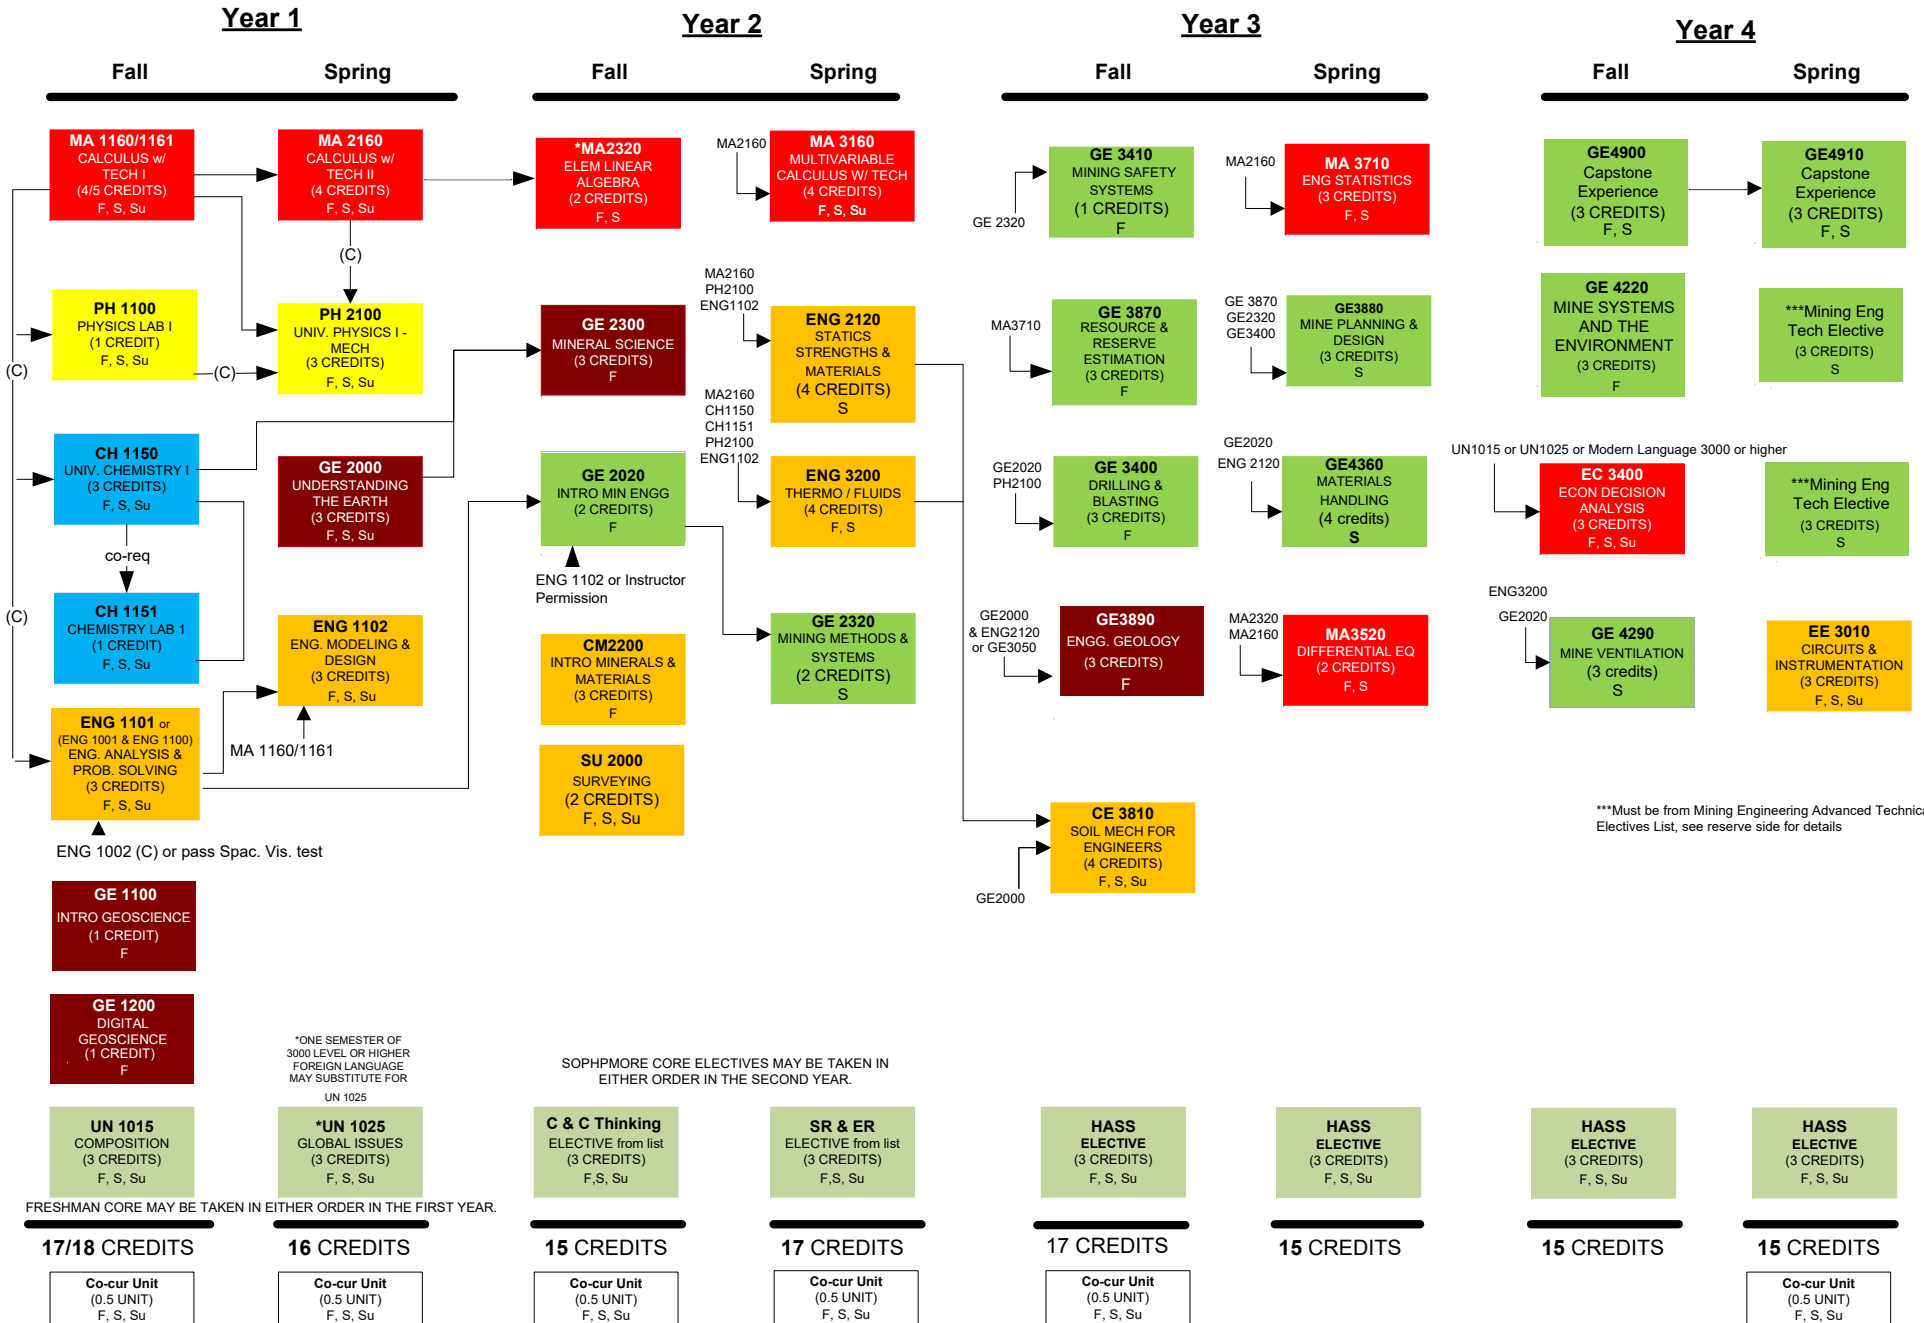 Year 1
Year 2
Year 3
Year 4
Fall
Spring
Fall
Spring
Fall
Spring
Fall
Spring
MA 1160/1161
CALCULUS w/
TECH I
(4/5 CREDITS)
F, S, Su
MA 2160
CALCULUS w/
TECH II
(4 CREDITS)
F, S, Su
(C)
*MA2320
ELEM LINEAR
ALGEBRA
(2 CREDITS)
F, S
MA2160
MA 3160
MULTIVARIABLE
CALCULUS W/ TECH
(4 CREDITS)
F, S, Su
GE 2320
GE 3410
MINING SAFETY
SYSTEMS
(1 CREDITS)
F
MA2160
MA 3710
ENG STATISTICS
(3 CREDITS)
F, S
GE4900
Capstone
Experience
(3 CREDITS)
F, S
GE4910
Capstone
Experience
(3 CREDITS)
F, S
(C)
PH 1100
PHYSICS LAB I
(1 CREDIT)
F, S, Su
(C)
PH 2100
UNIV. PHYSICS I -
MECH
(3 CREDITS)
F, S, Su
GE 2300
MINERAL SCIENCE
(3 CREDITS)
F
MA2160
PH2100
ENG1102
ENG 2120
STATICS
STRENGTHS &
MATERIALS
(4 CREDITS)
S
MA3710
GE 3870
RESOURCE &
RESERVE
ESTIMATION
(3 CREDITS)
F
GE 3870
GE2320
GE3400
GE3880
MINE PLANNING &
DESIGN
(3 CREDITS)
S
GE 4220
MINE SYSTEMS
AND THE
ENVIRONMENT
(3 CREDITS)
F
***Mining Eng
Tech Elective
(3 CREDITS)
S
CH 1150
UNIV. CHEMISTRY I
(3 CREDITS)
F, S, Su
co-req
GE 2000
UNDERSTANDING
THE EARTH
(3 CREDITS)
F, S, Su
GE 2020
INTRO MIN ENGG
(2 CREDITS)
F
ENG 1102 or Instructor
Permission
MA2160
CH1150
CH1151
PH2100
ENG1102
ENG 3200
THERMO / FLUIDS
(4 CREDITS)
F, S
GE2020
PH2100
GE 3400
DRILLING &
BLASTING
(3 CREDITS)
F
GE2020
ENG 2120
GE4360
MATERIALS
HANDLING
(4 credits)
S
UN1015 or UN1025 or Modern Language 3000 or higher
EC 3400
ECON DECISION
ANALYSIS
(3 CREDITS)
F, S, Su
***Mining Eng
Tech Elective
(3 CREDITS)
S
(C)
CH 1151
CHEMISTRY LAB 1
(1 CREDIT)
F, S, Su
ENG 1102
ENG. MODELING &
DESIGN
(3 CREDITS)
F, S, Su
MA 1160/1161
CM2200
INTRO MINERALS &
MATERIALS
(3 CREDITS)
F
GE 2320
MINING METHODS &
SYSTEMS
(2 CREDITS)
S
GE2000
& ENG2120
or GE3050
GE3890
ENGG. GEOLOGY
(3 CREDITS)
F
MA2320
MA2160
MA3520
DIFFERENTIAL EQ
(2 CREDITS)
F, S
ENG3200
GE2020
GE 4290
MINE VENTILATION
(3 credits)
S
EE 3010
CIRCUITS &
INSTRUMENTATION
(3 CREDITS)
F, S, Su
ENG 1101 or
(ENG 1001 & ENG 1100)
ENG. ANALYSIS &
PROB. SOLVING
(3 CREDITS)
F, S, Su
ENG 1002 (C) or pass Spac. Vis. test
SU 2000
SURVEYING
(2 CREDITS)
F, S, Su
CE 3810
SOIL MECH FOR
ENGINEERS
(4 CREDITS)
F, S, Su
GE2000
***Must be from Mining Engineering Advanced Technica
Electives List, see reserve side for details
GE 1100
INTRO GEOSCIENCE
(1 CREDIT)
F
GE 1200
DIGITAL
GEOSCIENCE
(1 CREDIT)
F
*ONE SEMESTER OF
3000 LEVEL OR HIGHER
FOREIGN LANGUAGE
MAY SUBSTITUTE FOR
UN 1025
SOPHPMORE CORE ELECTIVES MAY BE TAKEN IN
EITHER ORDER IN THE SECOND YEAR.
UN 1015
COMPOSITION
(3 CREDITS)
F, S, Su
*UN 1025
GLOBAL ISSUES
(3 CREDITS)
F, S, Su
C & C Thinking
ELECTIVE from list
(3 CREDITS)
F,S, Su
SR & ER
ELECTIVE from list
(3 CREDITS)
F,S, Su
HASS
ELECTIVE
(3 CREDITS)
F, S, Su
HASS
ELECTIVE
(3 CREDITS)
F, S, Su
HASS
ELECTIVE
(3 CREDITS)
F, S, Su
HASS
ELECTIVE
(3 CREDITS)
F, S, Su
FRESHMAN CORE MAY BE TAKEN IN EITHER ORDER IN THE FIRST YEAR.
17/18 CREDITS
16 CREDITS
15 CREDITS
17 CREDITS
17 CREDITS
15 CREDITS
15 CREDITS
15 CREDITS
Co-cur Unit
(0.5 UNIT)
F, S, Su
Co-cur Unit
(0.5 UNIT)
F, S, Su
Co-cur Unit
(0.5 UNIT)
F, S, Su
Co-cur Unit
(0.5 UNIT)
F, S, Su
Co-cur Unit
(0.5 UNIT)
F, S, Su
Co-cur Unit
(0.5 UNIT)
F, S, Su